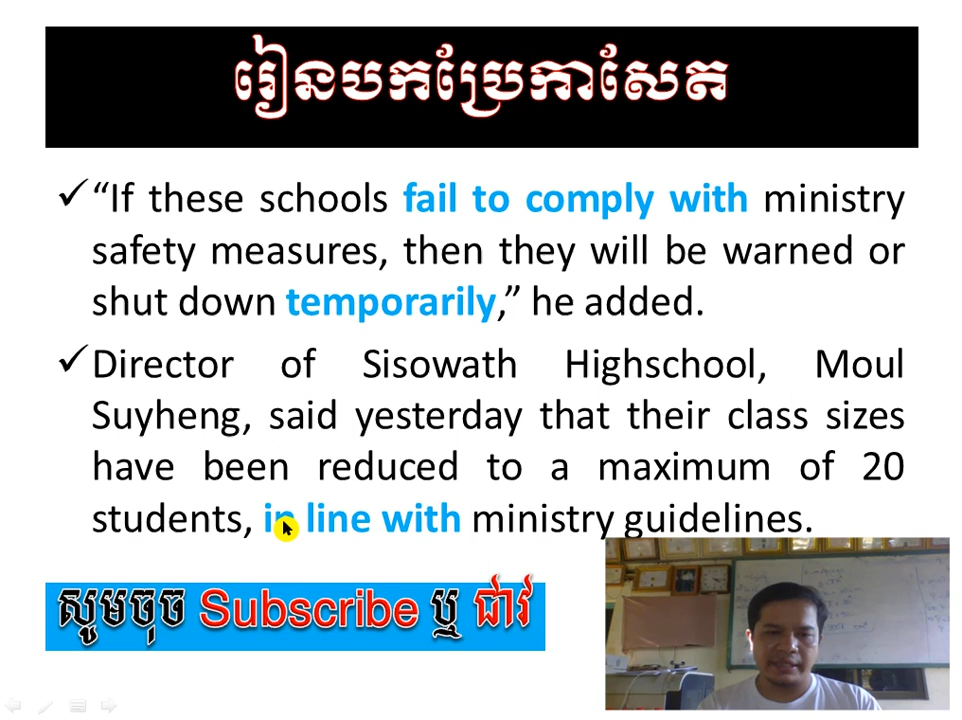 រៀនបកប្រែកាសែត
✓ “If these schools fail to comply with ministry
safety measures, then they will be warned or
shut down temporarily,” he added.
✓ Director of Sisowath Highschool, Moul
Suyheng, said yesterday that their class sizes
have been reduced to a maximum of 20
students, in line with ministry guidelines.
សូមចុច Subscribe ឬ ជាវ